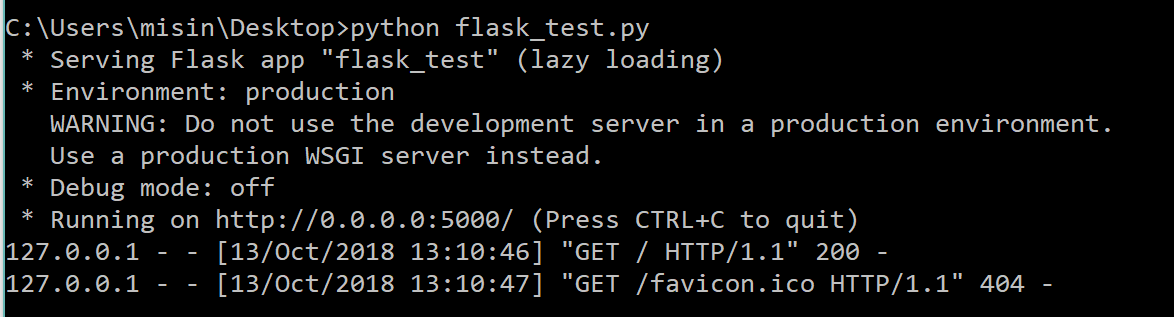 C:\Users\misin\Desktop>python flask_test.py
 * Serving Flask app "flask_test" (lazy loading)
 * Environment: production
   WARNING: Do not use the development server in a production environment.
   Use a production WSGI server instead.
 * Debug mode: off
 * Running on http://0.0.0.0:5000/ (Press CTRL+C to quit)
127.0.0.1 - - [13/Oct/2018 13:10:46] "GET / HTTP/1.1" 200 -
127.0.0.1 - - [13/Oct/2018 13:10:47] "GET /favicon.ico HTTP/1.1" 404 -